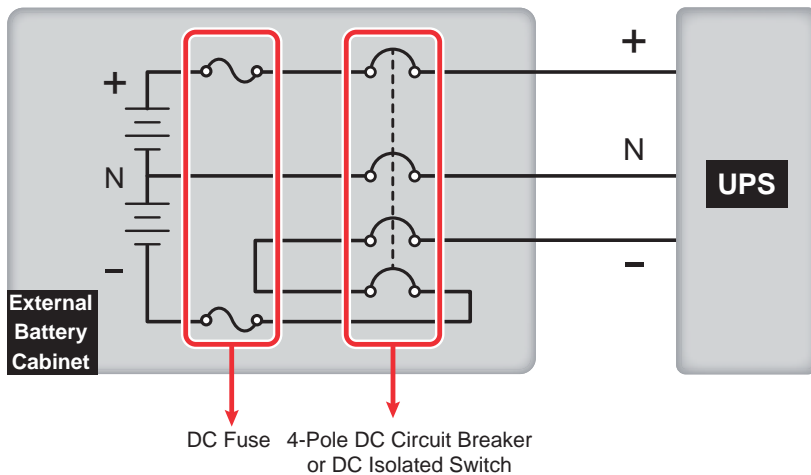 +
+
N
N
UPS
–
–
External
Battery
Cabinet
DC Fuse
4-Pole DC Circuit Breaker
or DC Isolated Switch